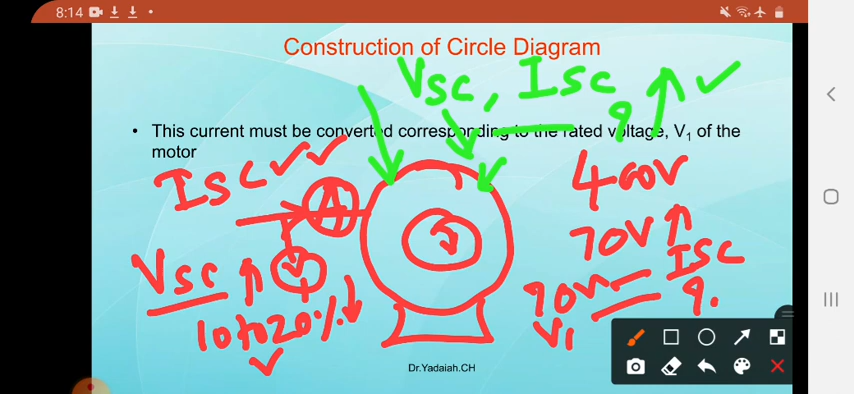 8:14
Construction of Circle Diagram
VSC, ISC
• This current must be converted corresponding to the rated voltage, V1 of the
motor
ISC
A
400V
70V
ISC
VSC
V
90V
V1
10 to 20%.
Dr.Yadaiah.CH